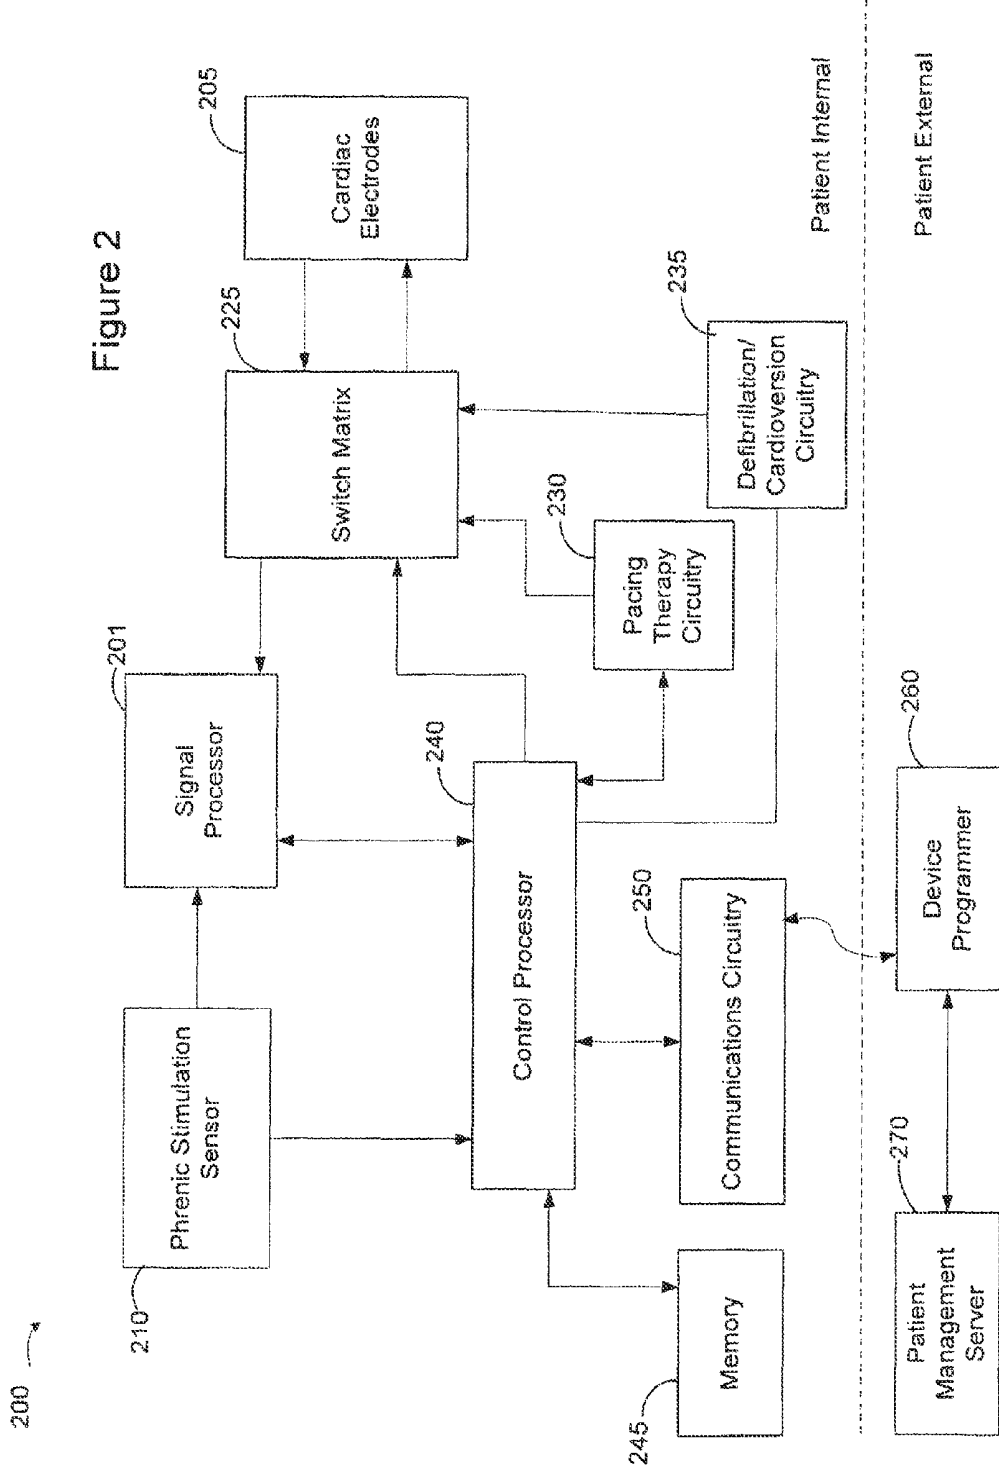 200
Figure 2
210
Phrenic Stimulation
Sensor
201
Signal
Processor
225
Switch Matrix
205
Cardiac
Electrodes
240
Control Processor
230
Pacing
Therapy
Circuitry
235
Defibrillation/
Cardioversion
Circuitry
245
Memory
250
Communications Circuitry
Patient Internal
Patient External
270
Patient
Management
Server
260
Device
Programmer